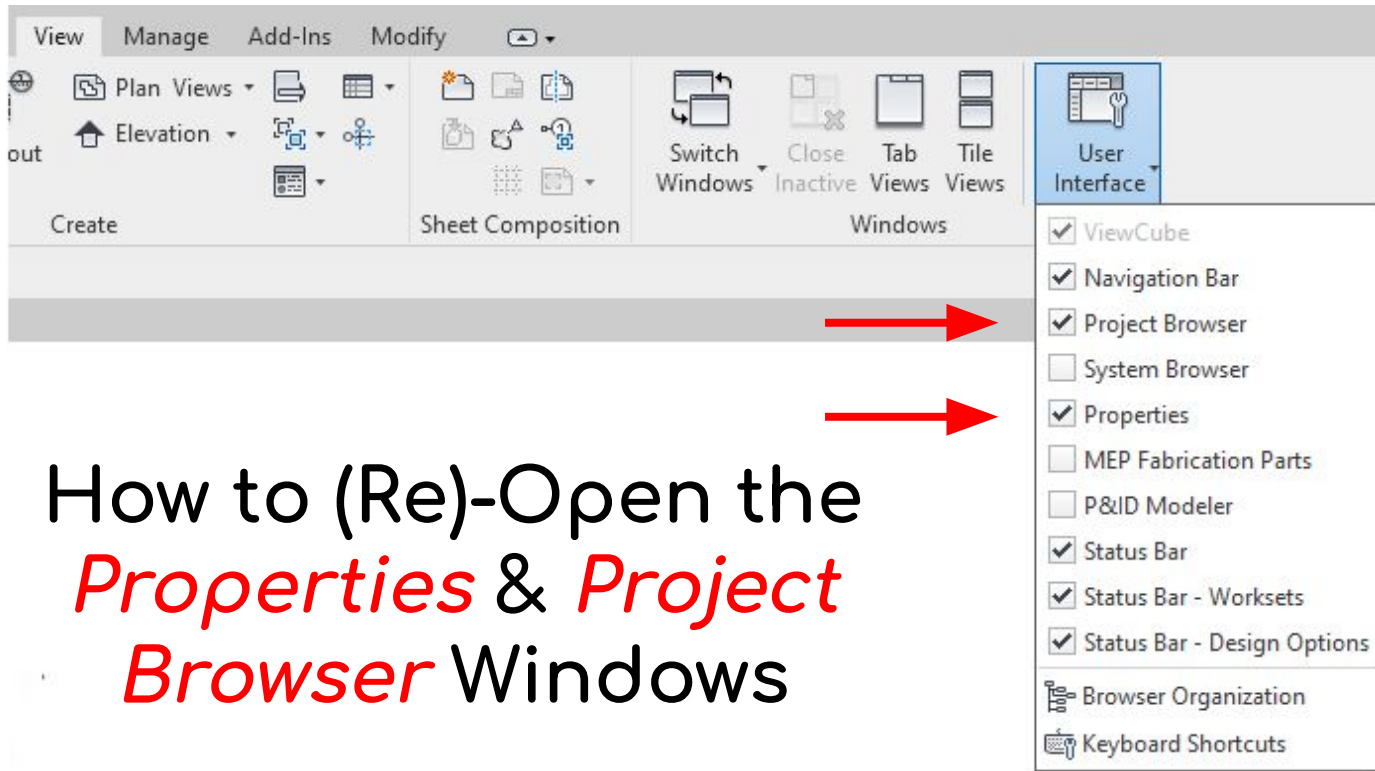 View Manage Add-Ins Modify
Plan Views
Elevation
out
Switch Windows
Close Inactive
Tab Views
Tile Views
User Interface
Create
Sheet Composition
Windows
ViewCube
Navigation Bar
Project Browser
System Browser
Properties
MEP Fabrication Parts
P&ID Modeler
Status Bar
Status Bar - Worksets
Status Bar - Design Options
Browser Organization
Keyboard Shortcuts
How to (Re)-Open the
Properties & Project
Browser Windows